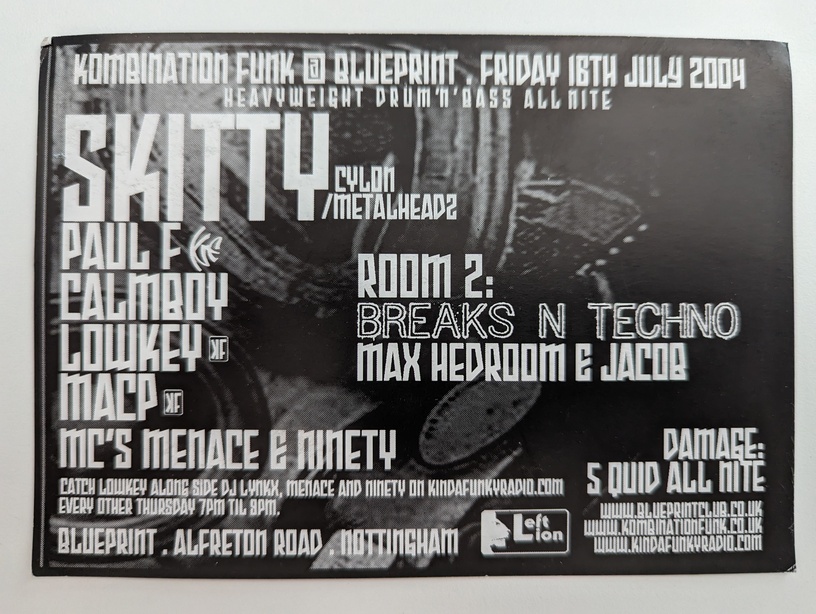 KOMBINATION FUNK @ BLUEPRINT . FRIDAY 16TH JULY 2004
HEAVYWEIGHT DRUM'N'BASS ALL NITE
SKITTY
CYLON
/METALHEADZ
PAUL F
CALMBOY
LOWKEY KF
MACP KF
MC'S MENACE & NINETY
ROOM 2:
BREAKS N TECHNO
MAX HEDROOM & JACOB
CATCH LOWKEY ALONG SIDE DJ LYNKX, MENACE AND NINETY ON KINDAFUNKYRADIO.COM
EVERY OTHER THURSDAY 7PM TIL 9PM.
BLUEPRINT . ALFRETON ROAD . NOTTINGHAM
Left
Lion
DAMAGE:
5 QUID ALL NITE
WWW.BLUEPRINTCLUB.CO.UK
WWW.KOMBINATIONFUNK.CO.UK
WWW.KINDAFUNKYRADIO.COM